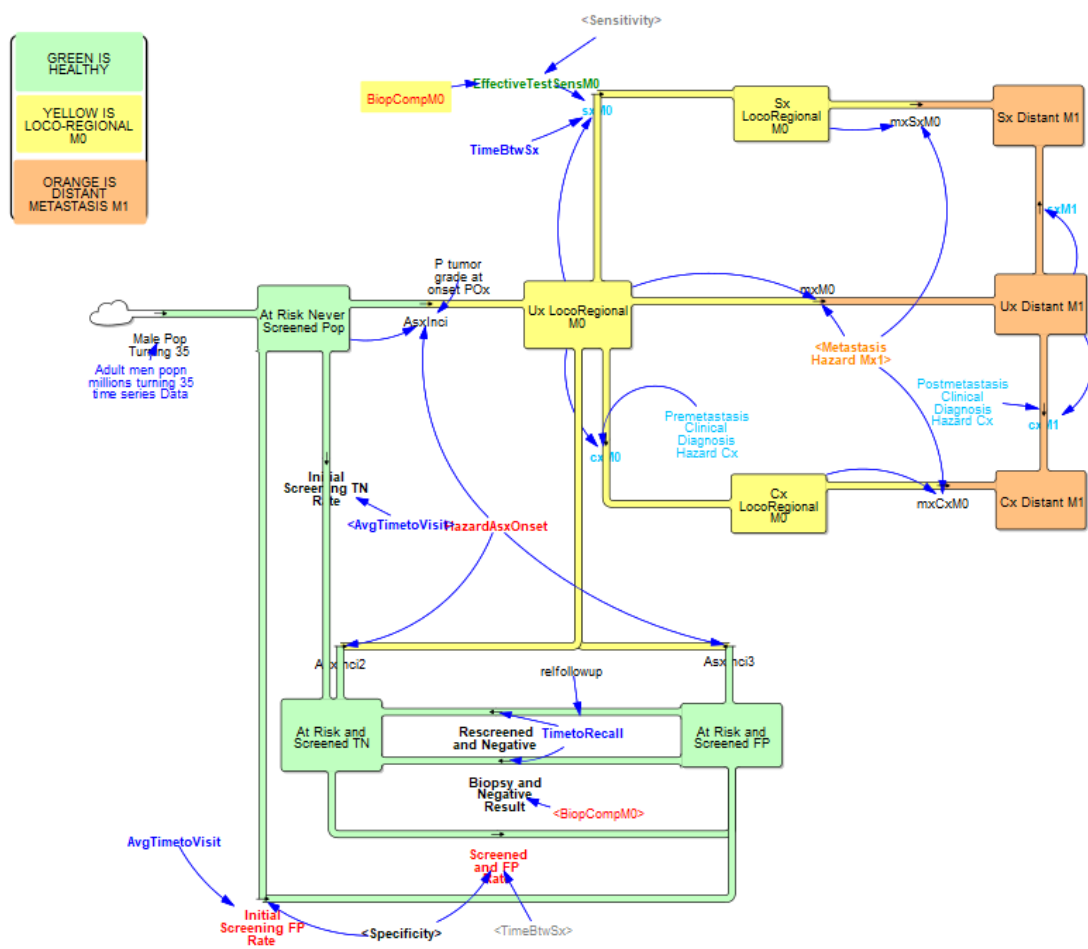 GREEN IS
HEALTHY
YELLOW IS
LOCO-REGIONAL
M0
ORANGE IS
DISTANT
METASTASIS M1
<Sensitivity>
BiopCompM0
EffectiveTestSensM0
sxM0
TimeBtwSx
Sx
LocoRegional
M0
mxSxM0
Sx Distant M1
sxM1
P tumor
grade at
onset POx
AsxInci
At Risk Never
Screened Pop
Male Pop
Turning 35
Adult men popn
millions turning 35
time series Data
Ux LocoRegional
M0
mxM0
Ux Distant M1
<Metastasis
Hazard Mx1>
Postmetastasis
Clinical
Diagnosis
Hazard Cx
cxM1
Premetastasis
Clinical
Diagnosis
Hazard Cx
cxM0
Initial
Screening TN
Rate
<AvgTimetoVisit>
HazardAsxOnset
Cx
LocoRegional
M0
mxCxM0
Cx Distant M1
AsxInci2
AsxInci3
relfollowup
At Risk and
Screened TN
Rescreened
and Negative
TimetoRecall
At Risk and
Screened FP
Biopsy and
Negative
Result
<BiopCompM0>
AvgTimetoVisit
Screened
and FP
Rate
Initial
Screening FP
Rate
<Specificity>
<TimeBtwSx>